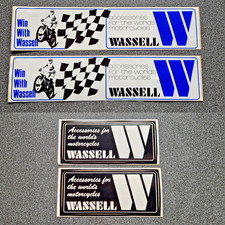 Win
With
Wassell
accessories
for the worlds
motorcycles
WASSELL
W
Win
With
Wassell
accessories
for the worlds
motorcycles
WASSELL
W
Accessories for
the world's
motorcycles
WASSELL
W
Accessories for
the world's
motorcycles
WASSELL
W